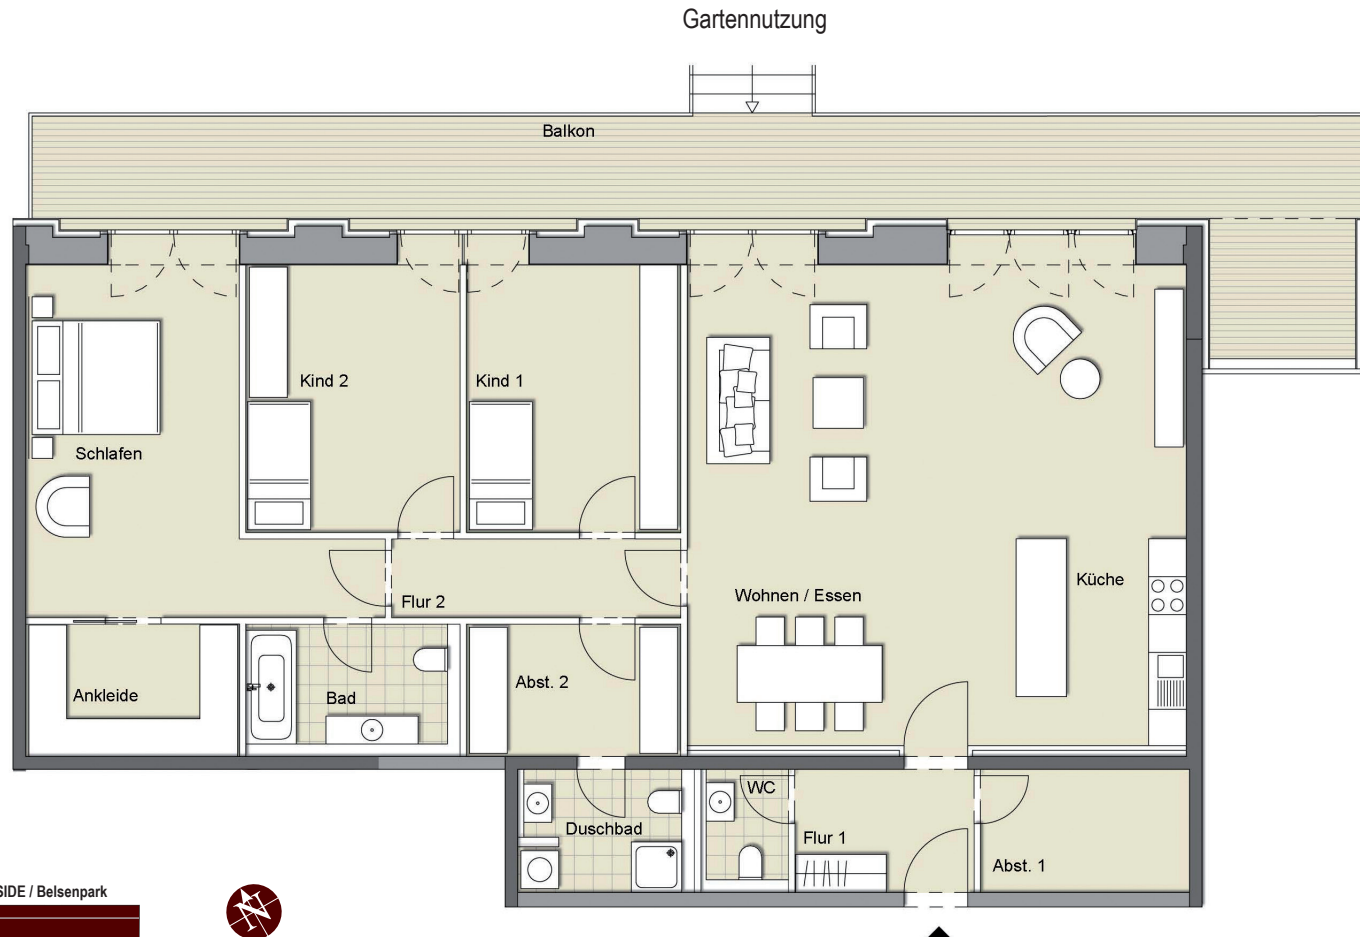 Gartennutzung
Balkon
Kind 2
Kind 1
Schlafen
Küche
Wohnen / Essen
Flur 2
Abst. 2
Ankleide
Bad
WC
Duschbad
Flur 1
Abst. 1
SIDE / Belsenpark
N